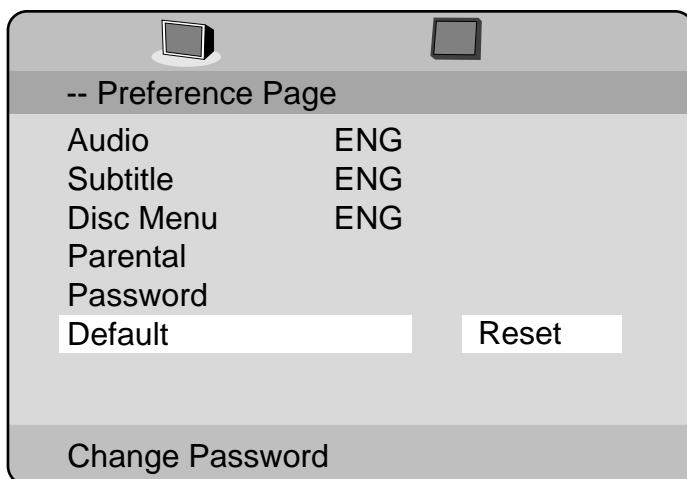 -- Preference Page
Audio ENG
Subtitle ENG
Disc Menu ENG
Parental
Password
Default Reset
Change Password